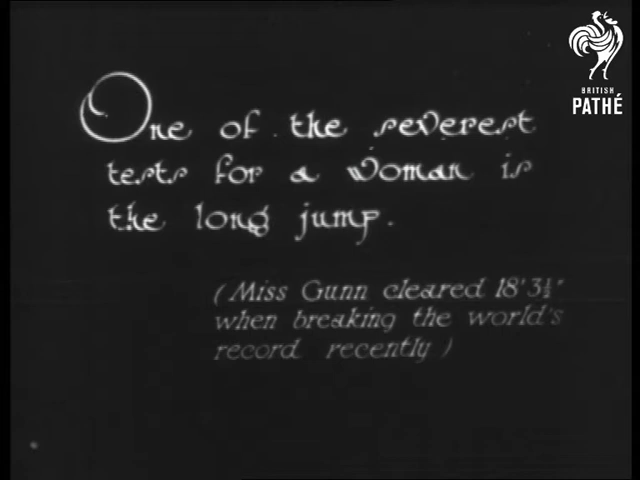 BRITISH
PATHÉ
One of the severest
tests for a woman is
the long jump.
(Miss Gunn cleared 18' 3½"
when breaking the world's
record recently)